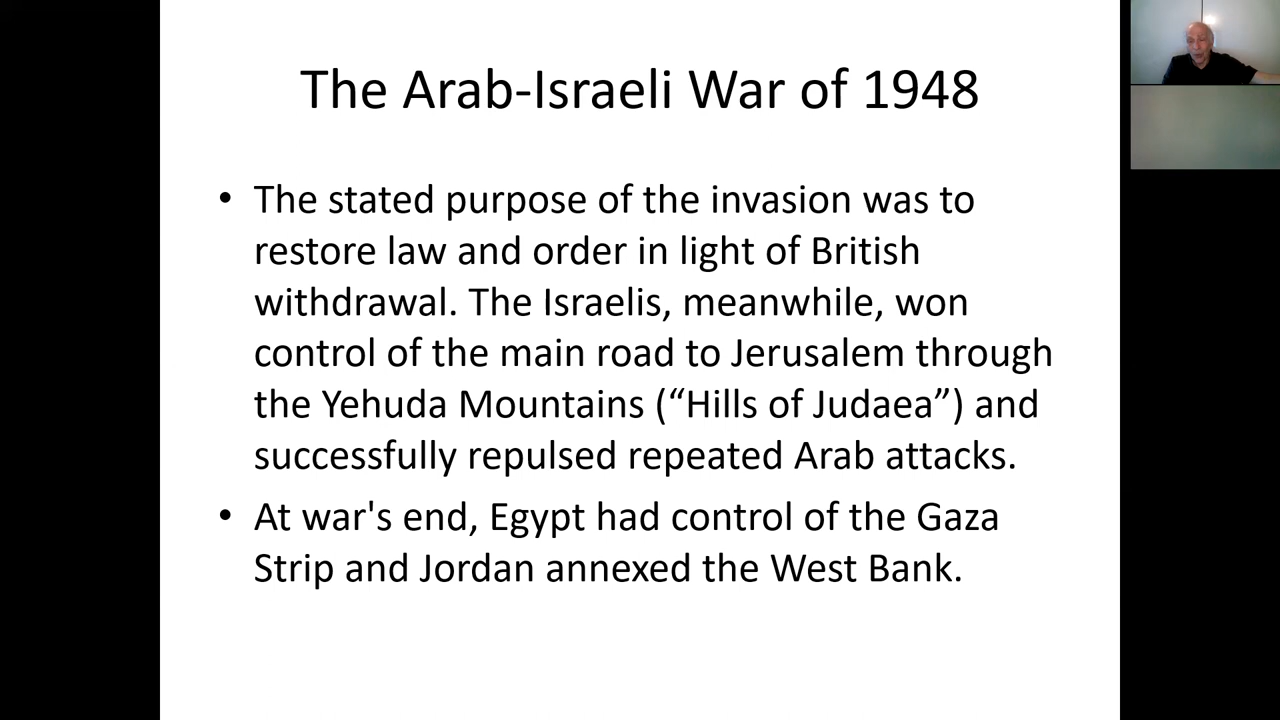 The Arab-Israeli War of 1948
• The stated purpose of the invasion was to
restore law and order in light of British
withdrawal. The Israelis, meanwhile, won
control of the main road to Jerusalem through
the Yehuda Mountains (“Hills of Judaea”) and
successfully repulsed repeated Arab attacks.
• At war's end, Egypt had control of the Gaza
Strip and Jordan annexed the West Bank.